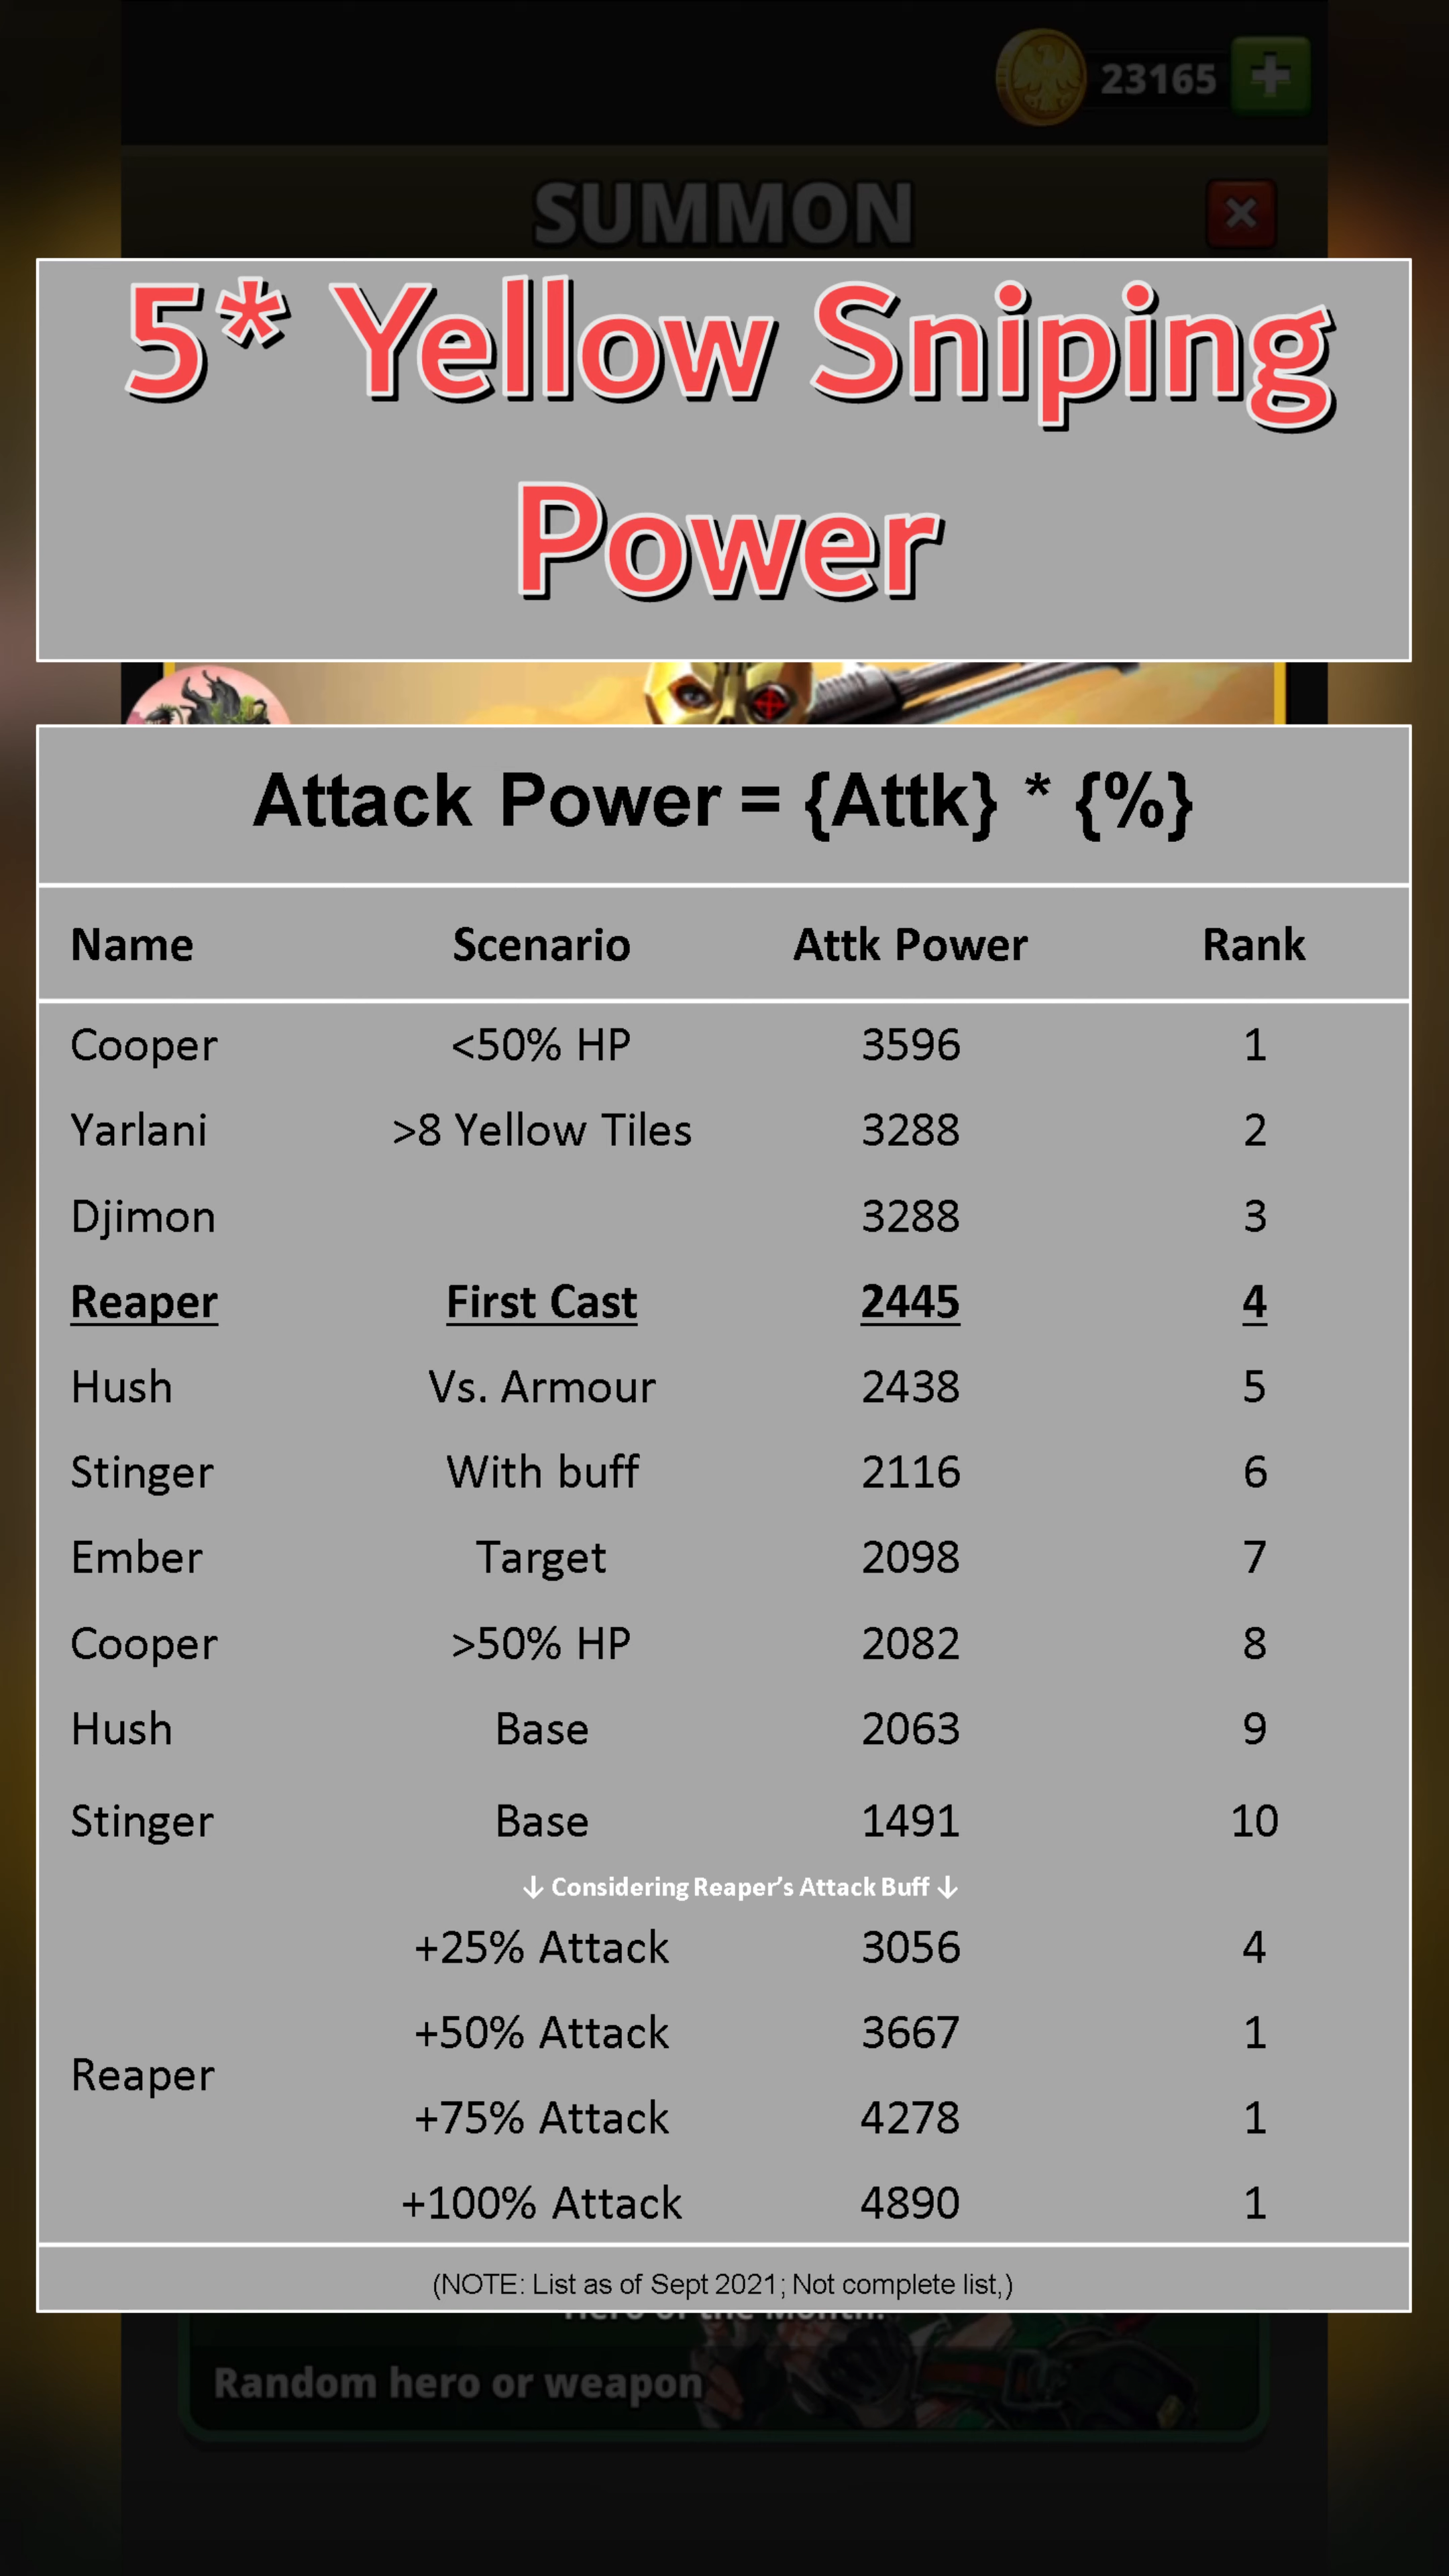 23165
SUMMON
5* Yellow Sniping
Power
Attack Power = {Attk} * {%}
Name Scenario Attk Power Rank
Cooper <50% HP 3596 1
Yarlani >8 Yellow Tiles 3288 2
Djimon 3288 3
Reaper First Cast 2445 4
Hush Vs. Armour 2438 5
Stinger With buff 2116 6
Ember Target 2098 7
Cooper >50% HP 2082 8
Hush Base 2063 9
Stinger Base 1491 10
↓ Considering Reaper's Attack Buff ↓
+25% Attack 3056 4
+50% Attack 3667 1
Reaper
+75% Attack 4278 1
+100% Attack 4890 1
(NOTE: List as of Sept 2021; Not complete list,)
Hero of the Month!
Random hero or weapon